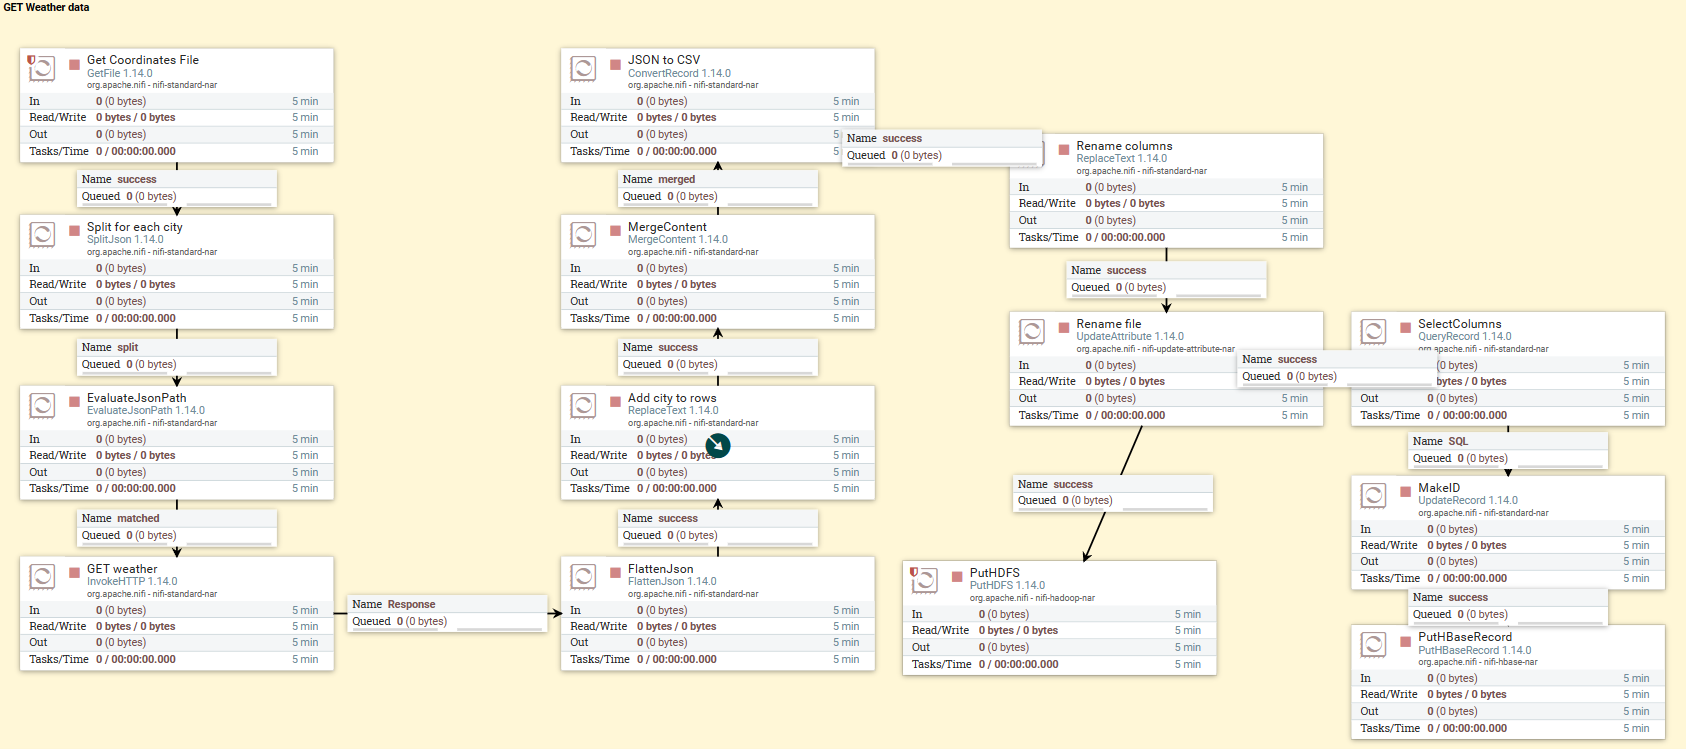 GET Weather data
Get Coordinates File
GetFile 1.14.0
org.apache.nifi - nifi-standard-nar
In 0 (0 bytes) 5 min
Read/Write 0 bytes / 0 bytes 5 min
Out 0 (0 bytes) 5 min
Tasks/Time 0 / 00:00:00.000 5 min
Name success
Queued 0 (0 bytes)
Split for each city
SplitJson 1.14.0
org.apache.nifi - nifi-standard-nar
In 0 (0 bytes) 5 min
Read/Write 0 bytes / 0 bytes 5 min
Out 0 (0 bytes) 5 min
Tasks/Time 0 / 00:00:00.000 5 min
Name split
Queued 0 (0 bytes)
EvaluateJsonPath
EvaluateJsonPath 1.14.0
org.apache.nifi - nifi-standard-nar
In 0 (0 bytes) 5 min
Read/Write 0 bytes / 0 bytes 5 min
Out 0 (0 bytes) 5 min
Tasks/Time 0 / 00:00:00.000 5 min
Name matched
Queued 0 (0 bytes)
GET weather
InvokeHTTP 1.14.0
org.apache.nifi - nifi-standard-nar
In 0 (0 bytes) 5 min
Read/Write 0 bytes / 0 bytes 5 min
Out 0 (0 bytes) 5 min
Tasks/Time 0 / 00:00:00.000 5 min
Name Response
Queued 0 (0 bytes)
JSON to CSV
ConvertRecord 1.14.0
org.apache.nifi - nifi-standard-nar
In 0 (0 bytes) 5 min
Read/Write 0 bytes / 0 bytes 5 min
Out 0 (0 bytes) 5
Tasks/Time 0 / 00:00:00.000 5 min
Name merged
Queued 0 (0 bytes)
MergeContent
MergeContent 1.14.0
org.apache.nifi - nifi-standard-nar
In 0 (0 bytes) 5 min
Read/Write 0 bytes / 0 bytes 5 min
Out 0 (0 bytes) 5 min
Tasks/Time 0 / 00:00:00.000 5 min
Name success
Queued 0 (0 bytes)
Add city to rows
ReplaceText 1.14.0
org.apache.nifi - nifi-standard-nar
In 0 (0 bytes) 5 min
Read/Write 0 bytes / 0 bytes 5 min
Out 0 (0 bytes) 5 min
Tasks/Time 0 / 00:00:00.000 5 min
Name success
Queued 0 (0 bytes)
FlattenJson
FlattenJson 1.14.0
org.apache.nifi - nifi-standard-nar
In 0 (0 bytes) 5 min
Read/Write 0 bytes / 0 bytes 5 min
Out 0 (0 bytes) 5 min
Tasks/Time 0 / 00:00:00.000 5 min
Name success
Queued 0 (0 bytes)
Rename columns
ReplaceText 1.14.0
org.apache.nifi - nifi-standard-nar
In 0 (0 bytes) 5 min
Read/Write 0 bytes / 0 bytes 5 min
Out 0 (0 bytes) 5 min
Tasks/Time 0 / 00:00:00.000 5 min
Name success
Queued 0 (0 bytes)
Rename file
UpdateAttribute 1.14.0
org.apache.nifi - nifi-update-attribute-nar
In 0 (0 bytes)
Read/Write 0 bytes / 0 bytes
Out 0 (0 bytes) 5 min
Tasks/Time 0 / 00:00:00.000 5 min
Name success
Queued 0 (0 bytes)
Name success
Queued 0 (0 bytes)
PutHDFS
PutHDFS 1.14.0
org.apache.nifi - nifi-hadoop-nar
In 0 (0 bytes) 5 min
Read/Write 0 bytes / 0 bytes 5 min
Out 0 (0 bytes) 5 min
Tasks/Time 0 / 00:00:00.000 5 min
SelectColumns
QueryRecord 1.14.0
org.apache.nifi - nifi-standard-nar
(0 bytes) 5 min
bytes / 0 bytes 5 min
Out 0 (0 bytes) 5 min
Tasks/Time 0 / 00:00:00.000 5 min
Name SQL
Queued 0 (0 bytes)
MakeID
UpdateRecord 1.14.0
org.apache.nifi - nifi-standard-nar
In 0 (0 bytes) 5 min
Read/Write 0 bytes / 0 bytes 5 min
Out 0 (0 bytes) 5 min
Tasks/Time 0 / 00:00:00.000 5 min
Name success
Queued 0 (0 bytes)
PutHBaseRecord
PutHBaseRecord 1.14.0
org.apache.nifi - nifi-hbase-nar
In 0 (0 bytes) 5 min
Read/Write 0 bytes / 0 bytes 5 min
Out 0 (0 bytes) 5 min
Tasks/Time 0 / 00:00:00.000 5 min